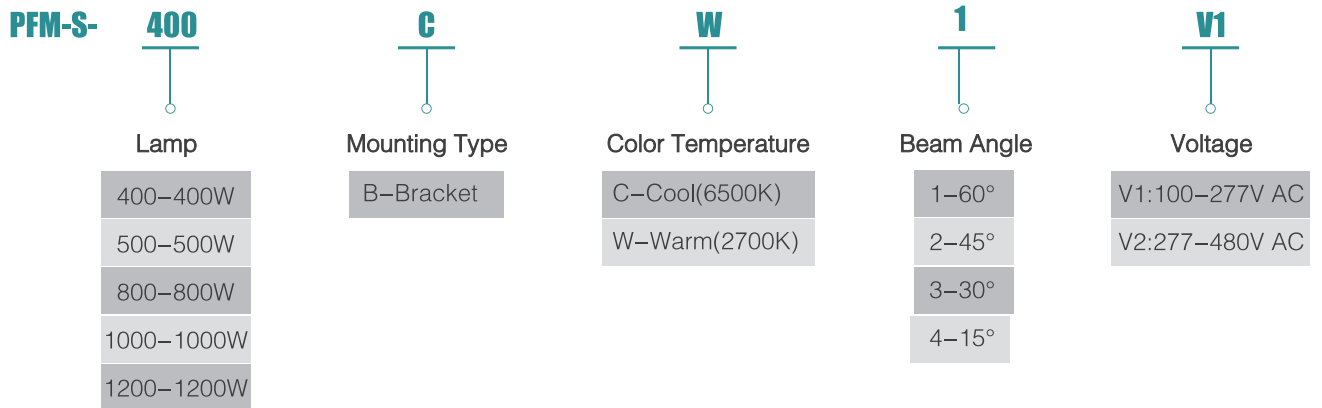 PFM-S- 400 C W 1 V1
Lamp Mounting Type Color Temperature Beam Angle Voltage
400–400W B–Bracket C–Cool(6500K) 1–60° V1:100–277V AC
500–500W W–Warm(2700K) 2–45° V2:277–480V AC
800–800W 3–30°
1000–1000W 4–15°
1200–1200W